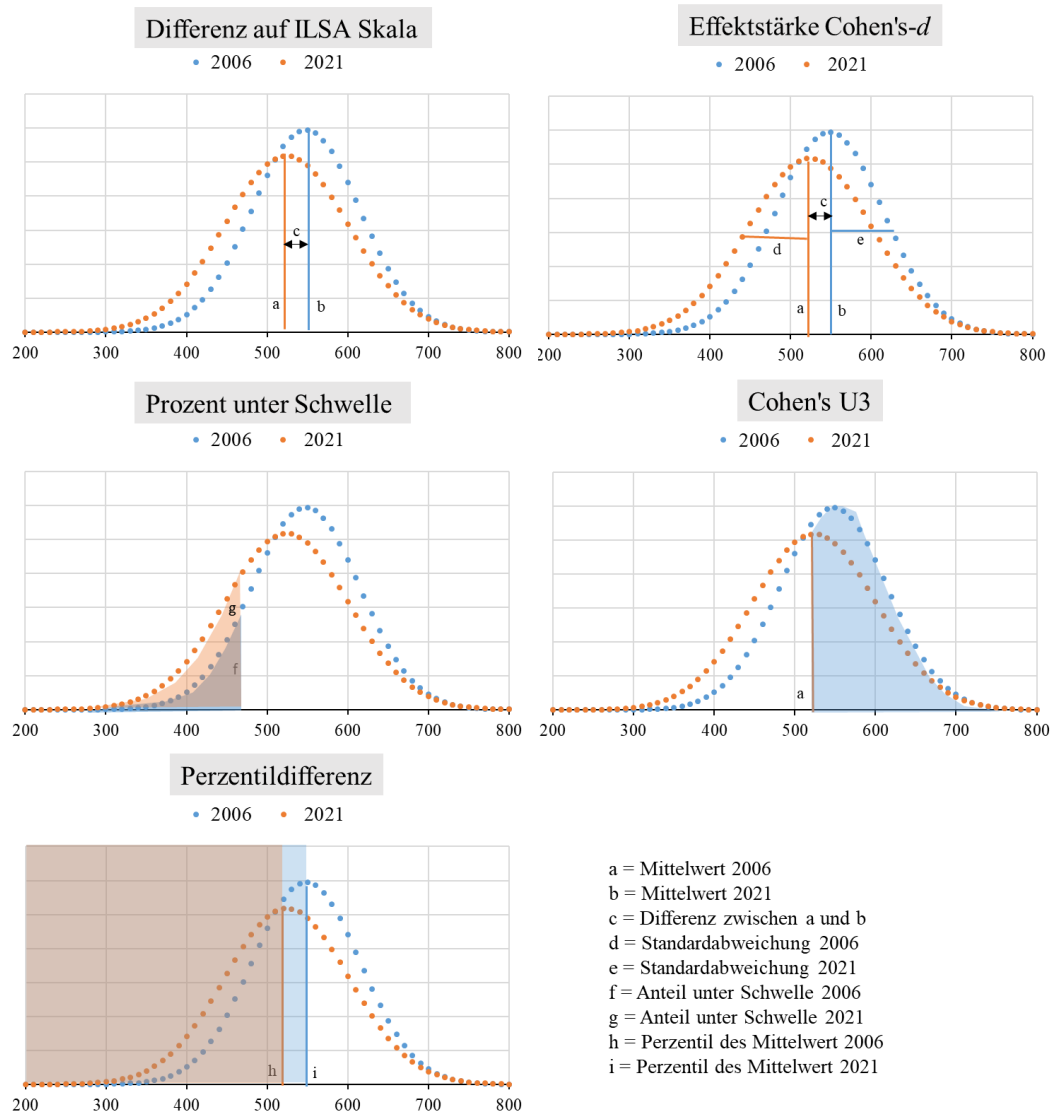 Differenz auf ILSA Skala
2006 2021
c
a
b
200 300 400 500 600 700 800
Effektstärke Cohen's-d
2006 2021
c
d
e
a
b
200 300 400 500 600 700 800
Prozent unter Schwelle
2006 2021
g
f
200 300 400 500 600 700 800
Cohen's U3
2006 2021
a
200 300 400 500 600 700 800
Perzentildifferenz
2006 2021
h
i
200 300 400 500 600 700 800
a = Mittelwert 2006
b = Mittelwert 2021
c = Differenz zwischen a und b
d = Standardabweichung 2006
e = Standardabweichung 2021
f = Anteil unter Schwelle 2006
g = Anteil unter Schwelle 2021
h = Perzentil des Mittelwert 2006
i = Perzentil des Mittelwert 2021